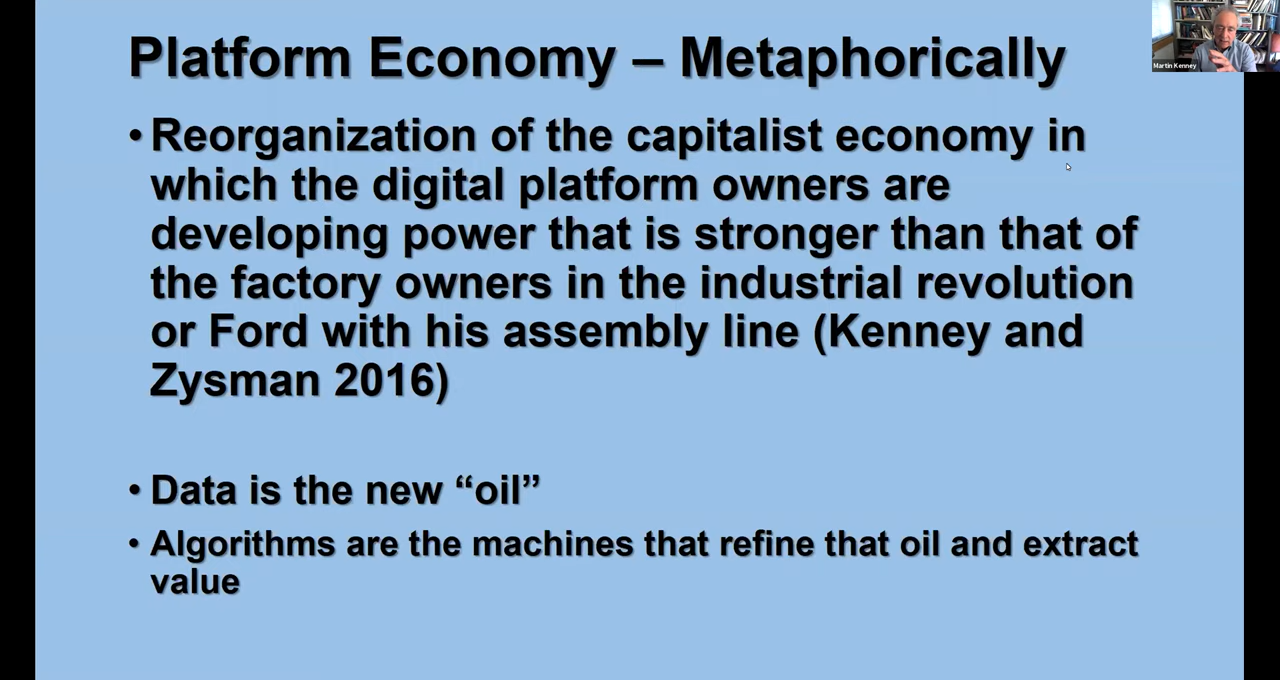 Platform Economy – Metaphorically
Martin Kenney
• Reorganization of the capitalist economy in
which the digital platform owners are
developing power that is stronger than that of
the factory owners in the industrial revolution
or Ford with his assembly line (Kenney and
Zysman 2016)
• Data is the new “oil”
• Algorithms are the machines that refine that oil and extract
value